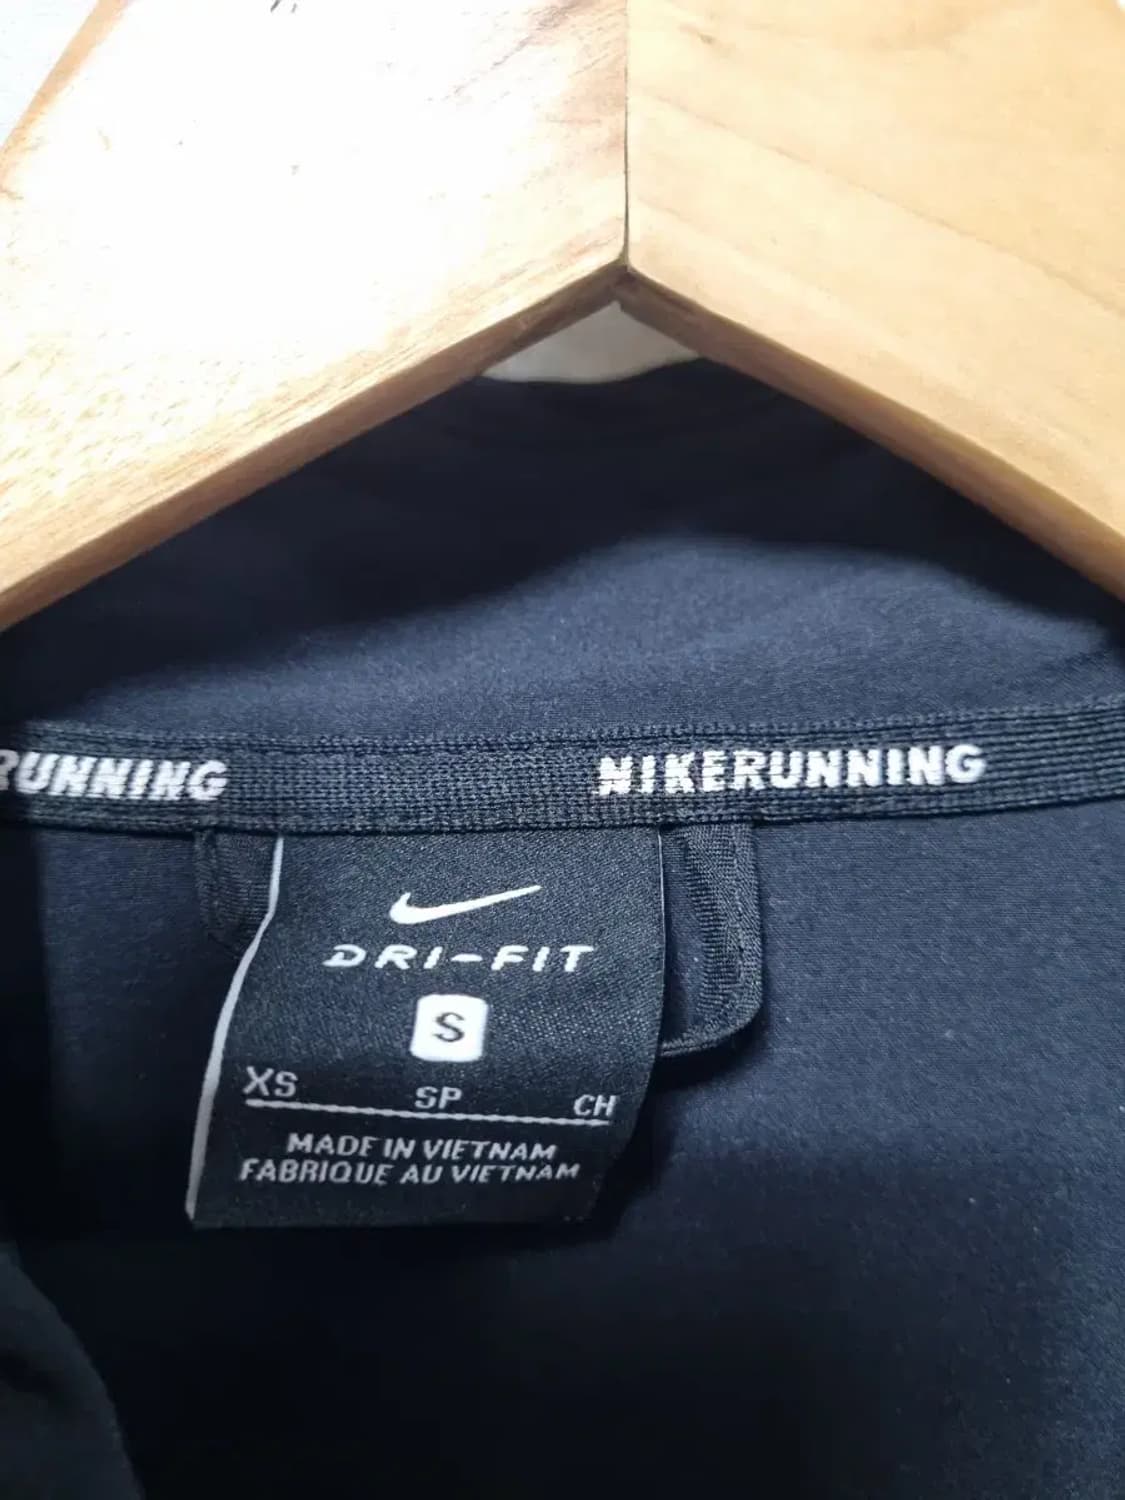 RUNNING NIKERUNNING
DRI-FIT
S
XS SP CH
MADE IN VIETNAM
FABRIQUE AU VIETNAM